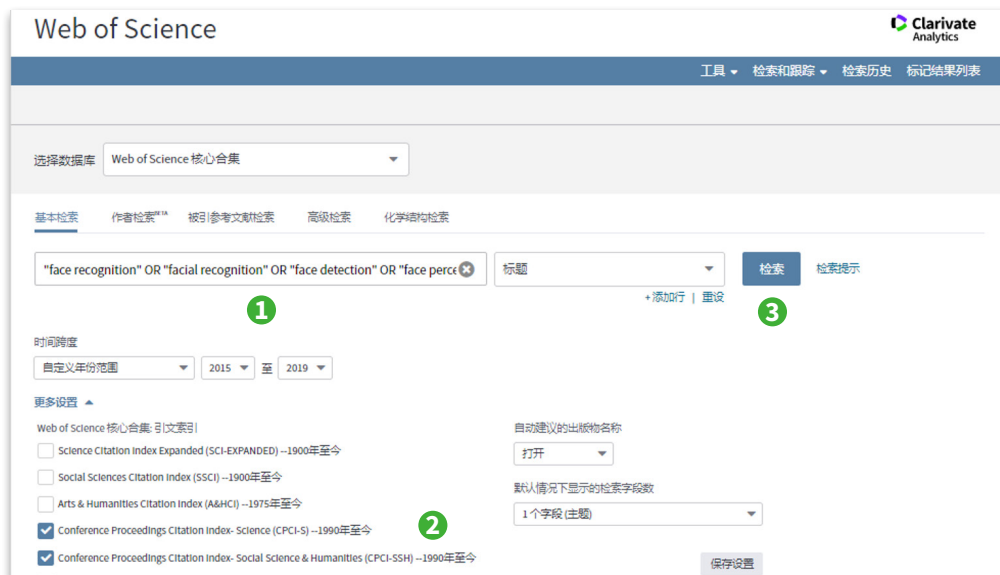 Web of Science
Clarivate
Analytics
工具 检索和跟踪 检索历史 标记结果列表
选择数据库 Web of Science 核心合集
基本检索 作者检索BETA 被引参考文献检索 高级检索 化学结构检索
"face recognition" OR "facial recognition" OR "face detection" OR "face perce 标题 检索 检索提示
+添加行 | 重设
1 3
时间跨度
自定义年份范围 2015 至 2019
更多设置
Web of Science 核心合集: 引文索引 自动建议的出版物名称
Science Citation Index Expanded (SCI-EXPANDED) --1900年至今 打开
Social Sciences Citation Index (SSCI) --1900年至今 默认情况下显示的检索字段数
Arts & Humanities Citation Index (A&HCI) --1975年至今 1个字段 (主题)
Conference Proceedings Citation Index- Science (CPCI-S) --1990年至今 2
Conference Proceedings Citation Index- Social Science & Humanities (CPCI-SSH) --1990年至今 保存设置